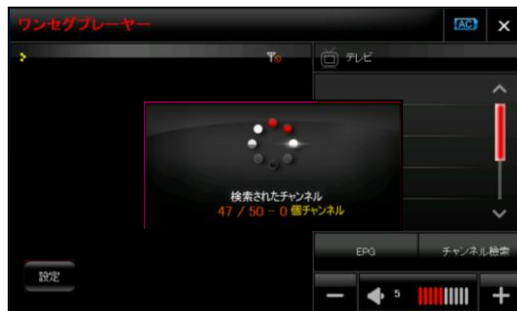 ワンセグプレーヤー
AC
テレビ
検索されたチャンネル
47 / 50 - 0 個チャンネル
EPG
チャンネル検索
設定
5